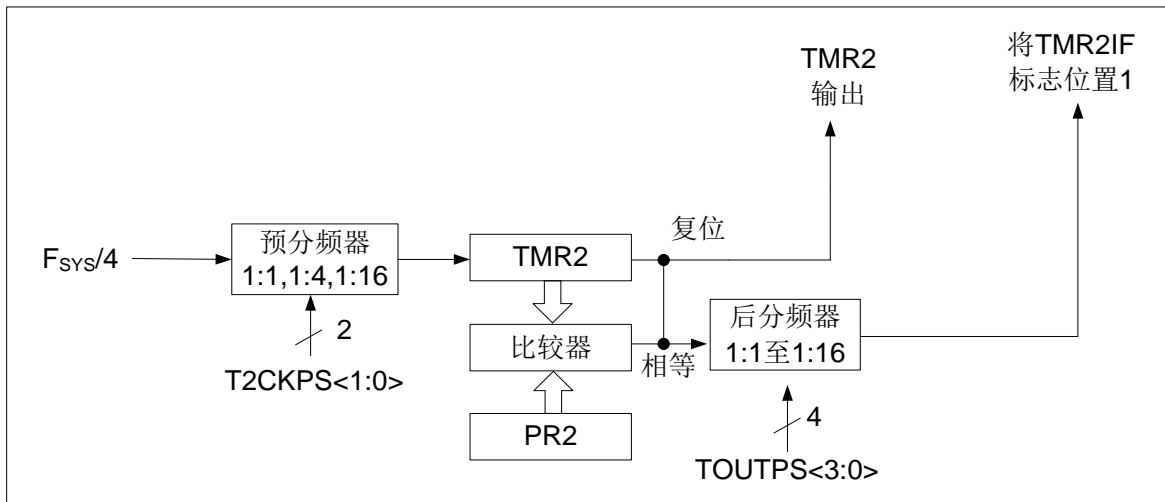 TMR2
输出
将TMR2IF
标志位置1
FSYS/4
预分频器
1:1,1:4,1:16
TMR2
复位
2
T2CKPS<1:0>
比较器
相等
后分频器
1:1至1:16
PR2
4
TOUTPS<3:0>